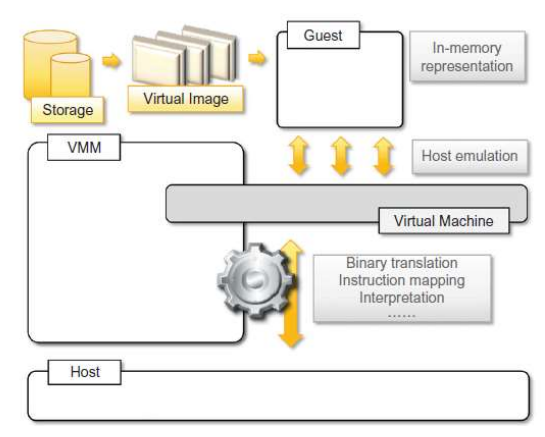 Guest
In-memory
representation
Storage
Virtual Image
VMM
Host emulation
Virtual Machine
Binary translation
Instruction mapping
Interpretation
......
Host